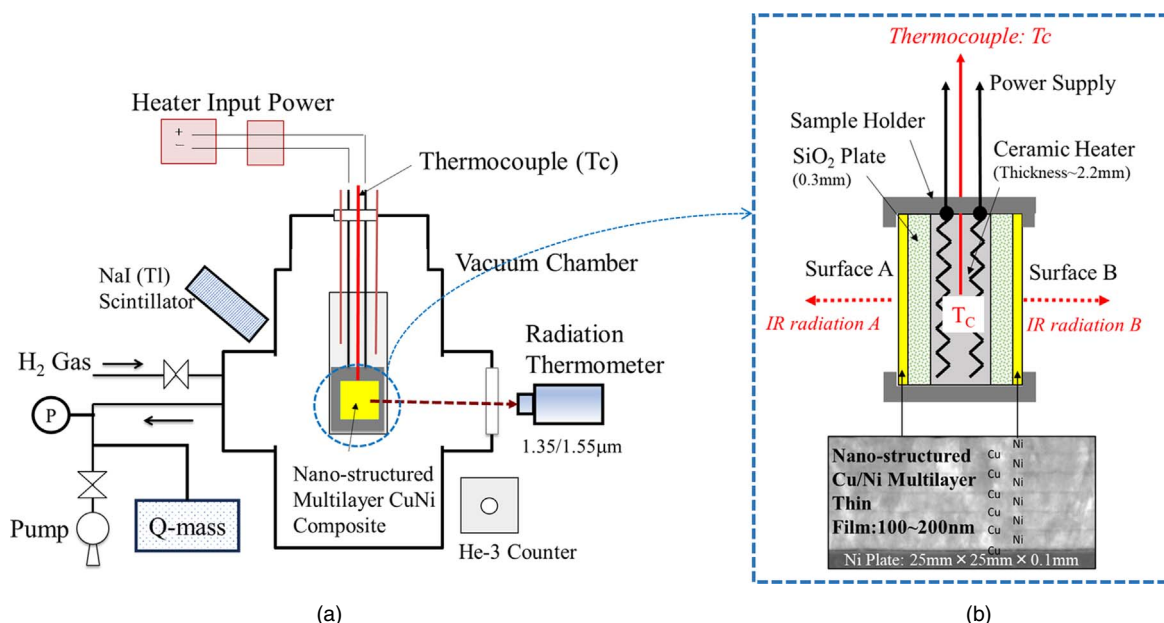 Heater Input Power
+
−
Thermocouple (Tc)
NaI (Tl)
Scintillator
Vacuum Chamber
H₂ Gas
Radiation
Thermometer
P
1.35/1.55μm
Nano-structured
Multilayer CuNi
Composite
Pump
Q-mass
He-3 Counter
(a)
Thermocouple: Tc
Power Supply
Sample Holder
SiO₂ Plate
(0.3mm)
Ceramic Heater
(Thickness~2.2mm)
Surface A
Surface B
IR radiation A
T_C
IR radiation B
Nano-structured
Cu/Ni Multilayer
Thin
Film:100~200nm
Ni
Cu
Ni
Cu
Ni
Cu
Ni
Cu
Ni
Cu
Ni
Cu
Ni Plate: 25mm × 25mm × 0.1mm
(b)